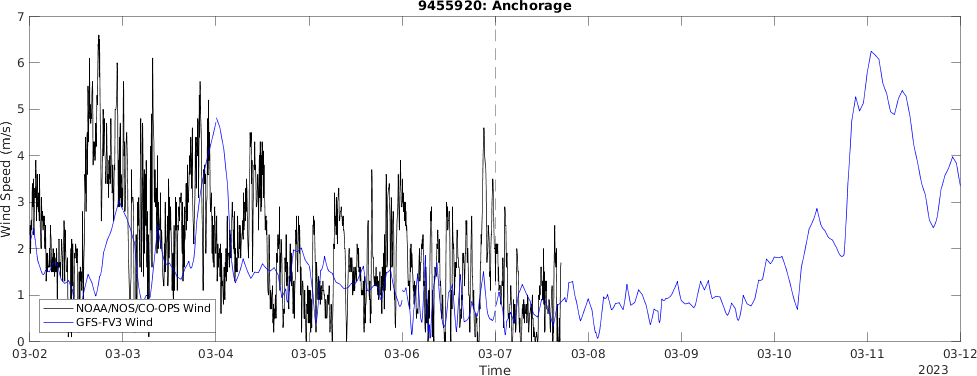 9455920: Anchorage
7
6
5
4
3
2
1
0
Wind Speed (m/s)
NOAA/NOS/CO-OPS Wind
GFS-FV3 Wind
03-02 03-03 03-04 03-05 03-06 03-07 03-08 03-09 03-10 03-11 03-12
Time
2023